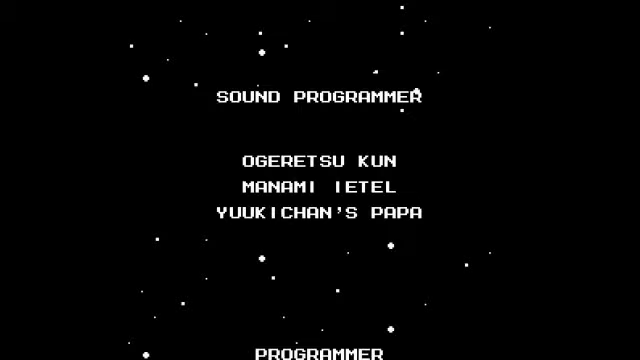 SOUND PROGRAMMER
OGERETSU KUN
MANAMI IETEL
YUUKICHAN'S PAPA
PROGRAMMER